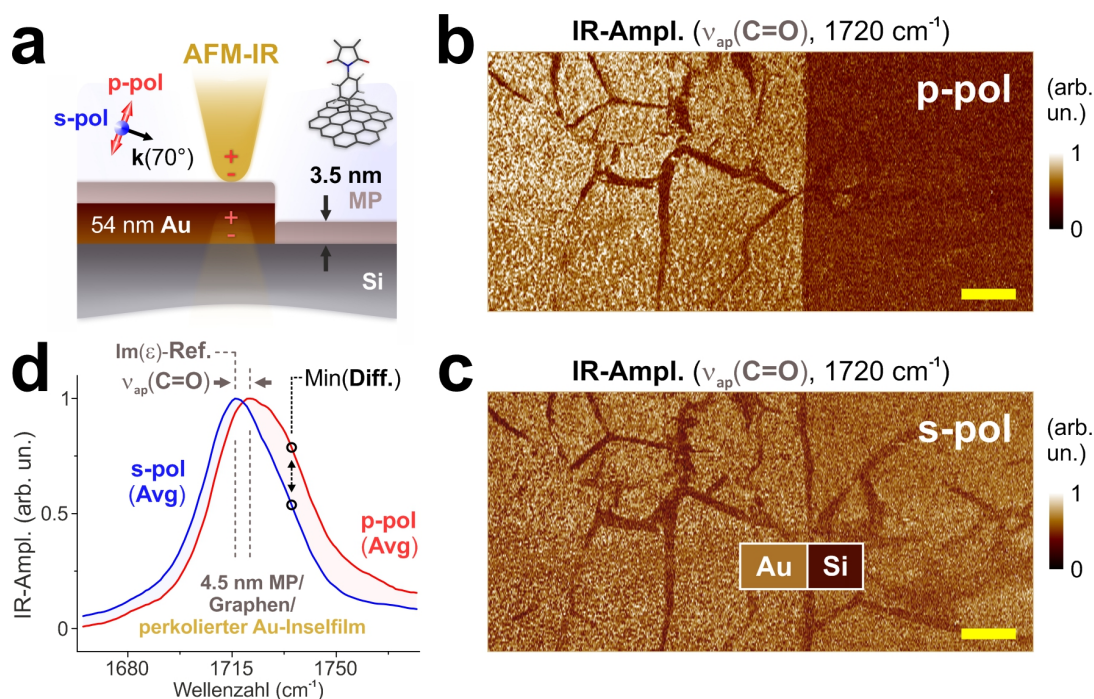 a
AFM-IR
p-pol
s-pol
k(70°)
+
-
3.5 nm
MP
54 nm Au
+
-
Si
b
IR-Ampl. (νap(C=O), 1720 cm-1)
p-pol
(arb.
un.)
1
0
c
IR-Ampl. (νap(C=O), 1720 cm-1)
s-pol
(arb.
un.)
1
0
Au Si
d
Im(ε)-Ref.
νap(C=O)
Min(Diff.)
s-pol
(Avg)
p-pol
(Avg)
4.5 nm MP/
Graphen/
perkolierter Au-Inselfilm
IR-Ampl. (arb. un.)
1
0.5
0
1680 1715 1750
Wellenzahl (cm-1)